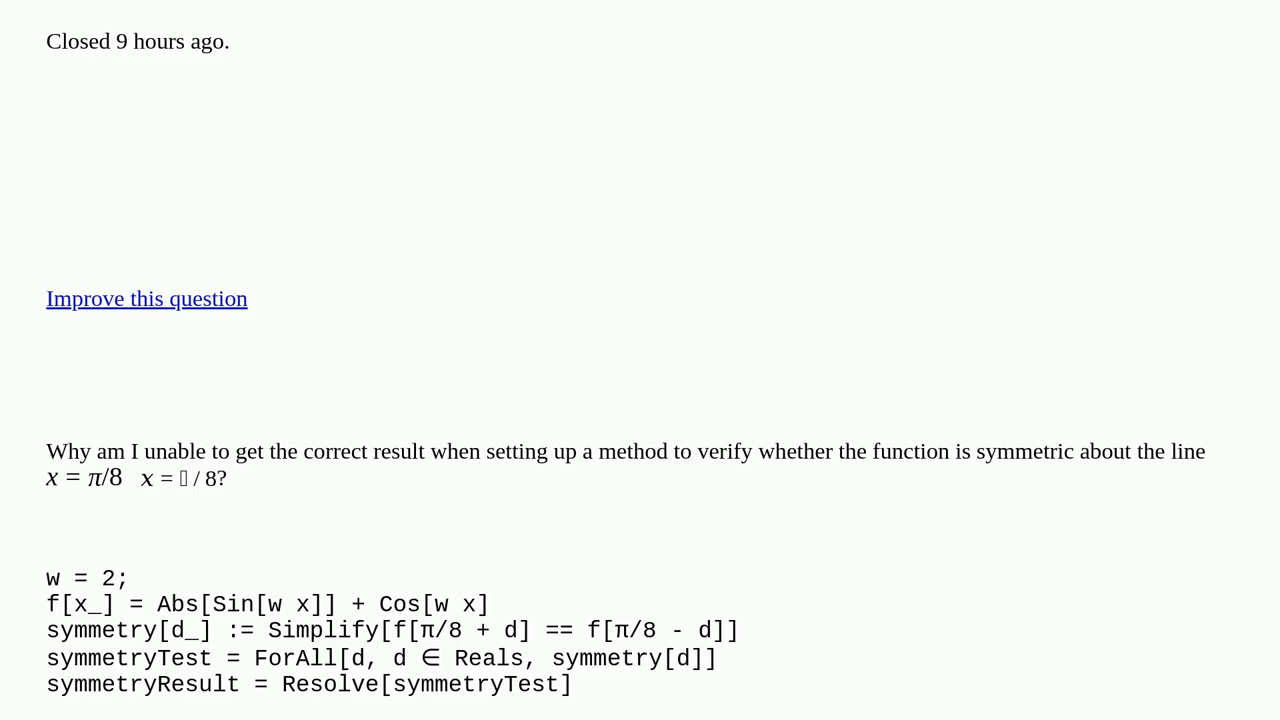 Closed 9 hours ago.
Improve this question
Why am I unable to get the correct result when setting up a method to verify whether the function is symmetric about the line
x = π/8 x = / 8?
w = 2;
f[x_] = Abs[Sin[w x]] + Cos[w x]
symmetry[d_] := Simplify[f[π/8 + d] == f[π/8 - d]]
symmetryTest = ForAll[d, d ∈ Reals, symmetry[d]]
symmetryResult = Resolve[symmetryTest]